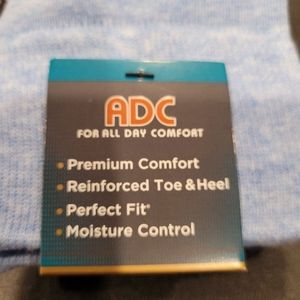 ADC
FOR ALL DAY COMFORT
• Premium Comfort
• Reinforced Toe & Heel
• Perfect Fit®
• Moisture Control